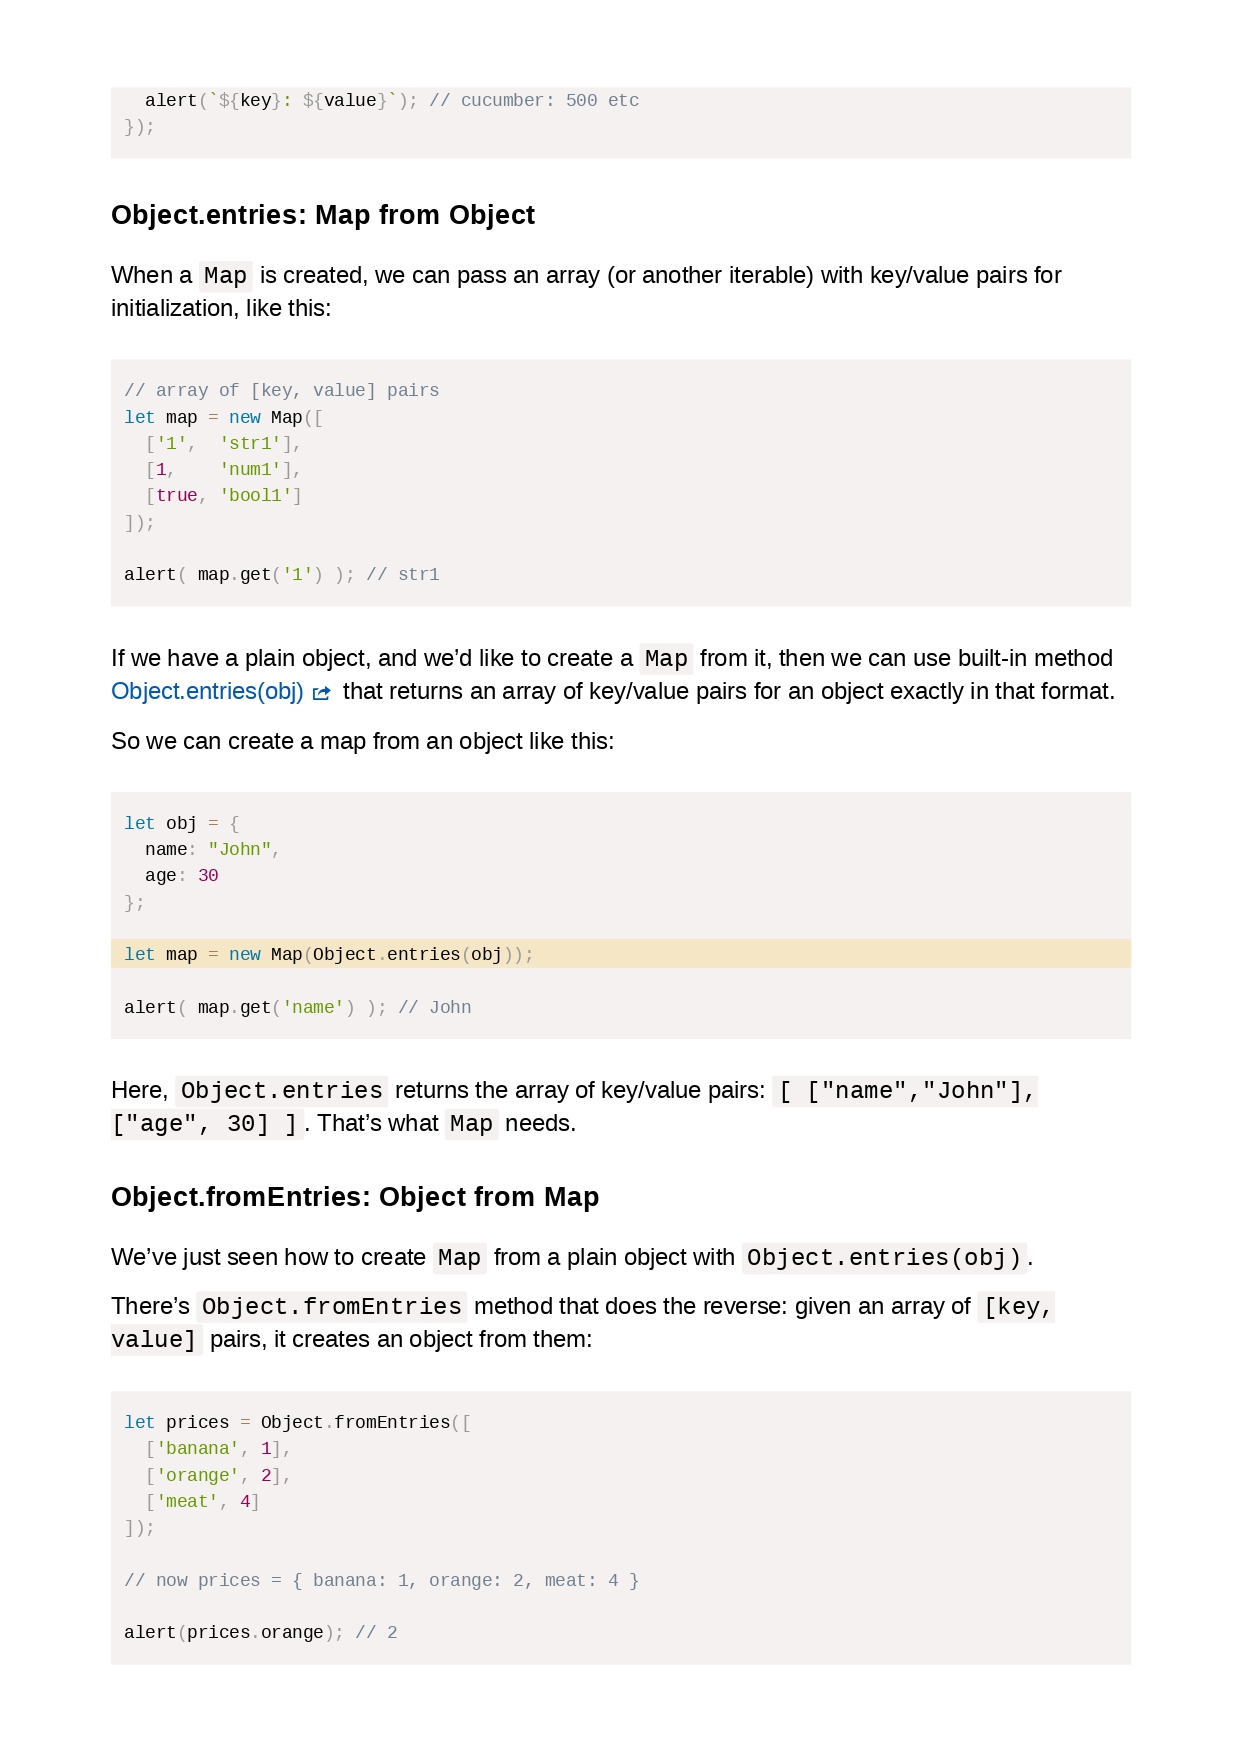 alert(`${key}: ${value}`); // cucumber: 500 etc
});
Object.entries: Map from Object
When a Map is created, we can pass an array (or another iterable) with key/value pairs for
initialization, like this:
// array of [key, value] pairs
let map = new Map([
  ['1',  'str1'],
  [1,    'num1'],
  [true, 'bool1']
]);
alert( map.get('1') ); // str1
If we have a plain object, and we’d like to create a Map from it, then we can use built-in method
Object.entries(obj) that returns an array of key/value pairs for an object exactly in that format.
So we can create a map from an object like this:
let obj = {
  name: "John",
  age: 30
};
let map = new Map(Object.entries(obj));
alert( map.get('name') ); // John
Here, Object.entries returns the array of key/value pairs: [ ["name","John"],
["age", 30] ]. That’s what Map needs.
Object.fromEntries: Object from Map
We’ve just seen how to create Map from a plain object with Object.entries(obj).
There’s Object.fromEntries method that does the reverse: given an array of [key,
value] pairs, it creates an object from them:
let prices = Object.fromEntries([
  ['banana', 1],
  ['orange', 2],
  ['meat', 4]
]);
// now prices = { banana: 1, orange: 2, meat: 4 }
alert(prices.orange); // 2